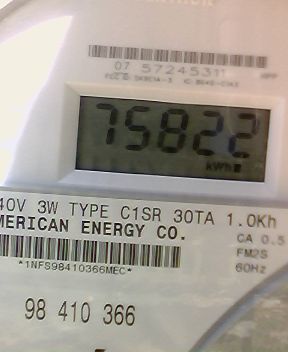 07 57245311
75822
kWh
40V 3W TYPE C1SR 30TA 1.0Kh
MERICAN ENERGY CO.
CA 0.5
FM2S
*1NFS98410366MEC*
60Hz
98 410 366